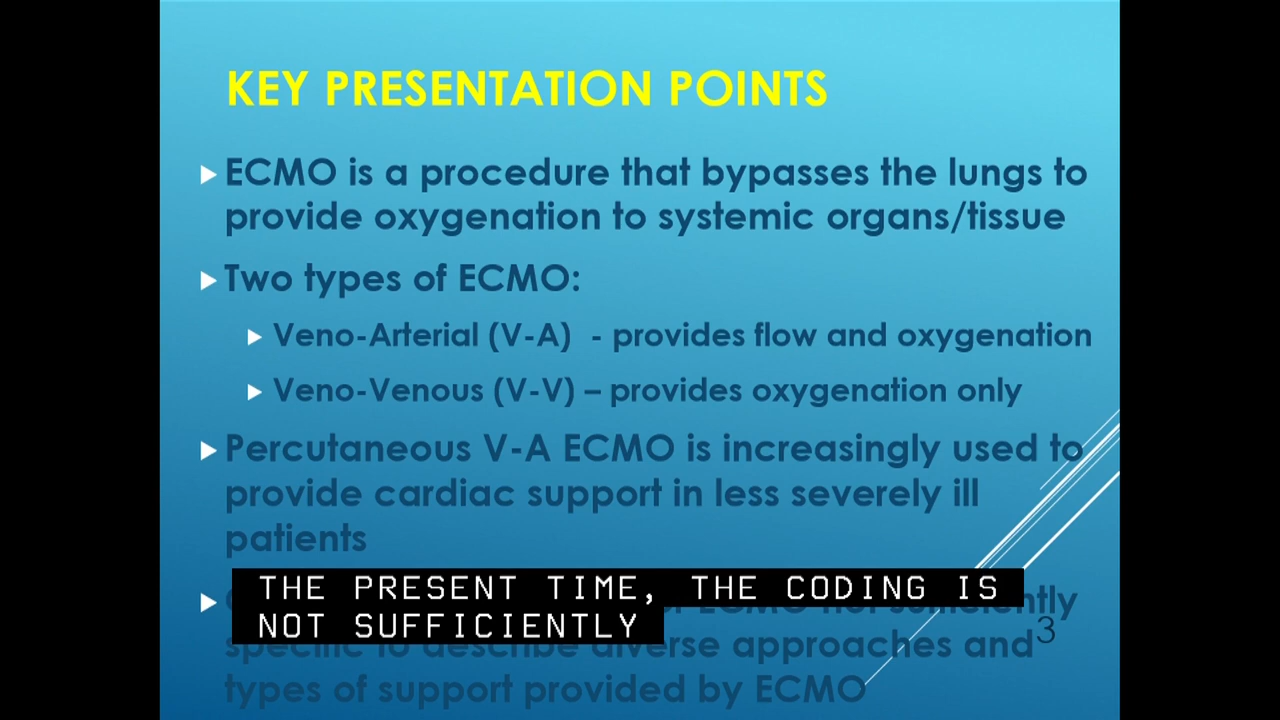 KEY PRESENTATION POINTS
ECMO is a procedure that bypasses the lungs to
provide oxygenation to systemic organs/tissue
Two types of ECMO:
Veno-Arterial (V-A) - provides flow and oxygenation
Veno-Venous (V-V) – provides oxygenation only
Percutaneous V-A ECMO is increasingly used to
provide cardiac support in less severely ill
patients
ECMO not sufficiently
specific to describe diverse approaches and
types of support provided by ECMO
THE PRESENT TIME, THE CODING IS
NOT SUFFICIENTLY
3